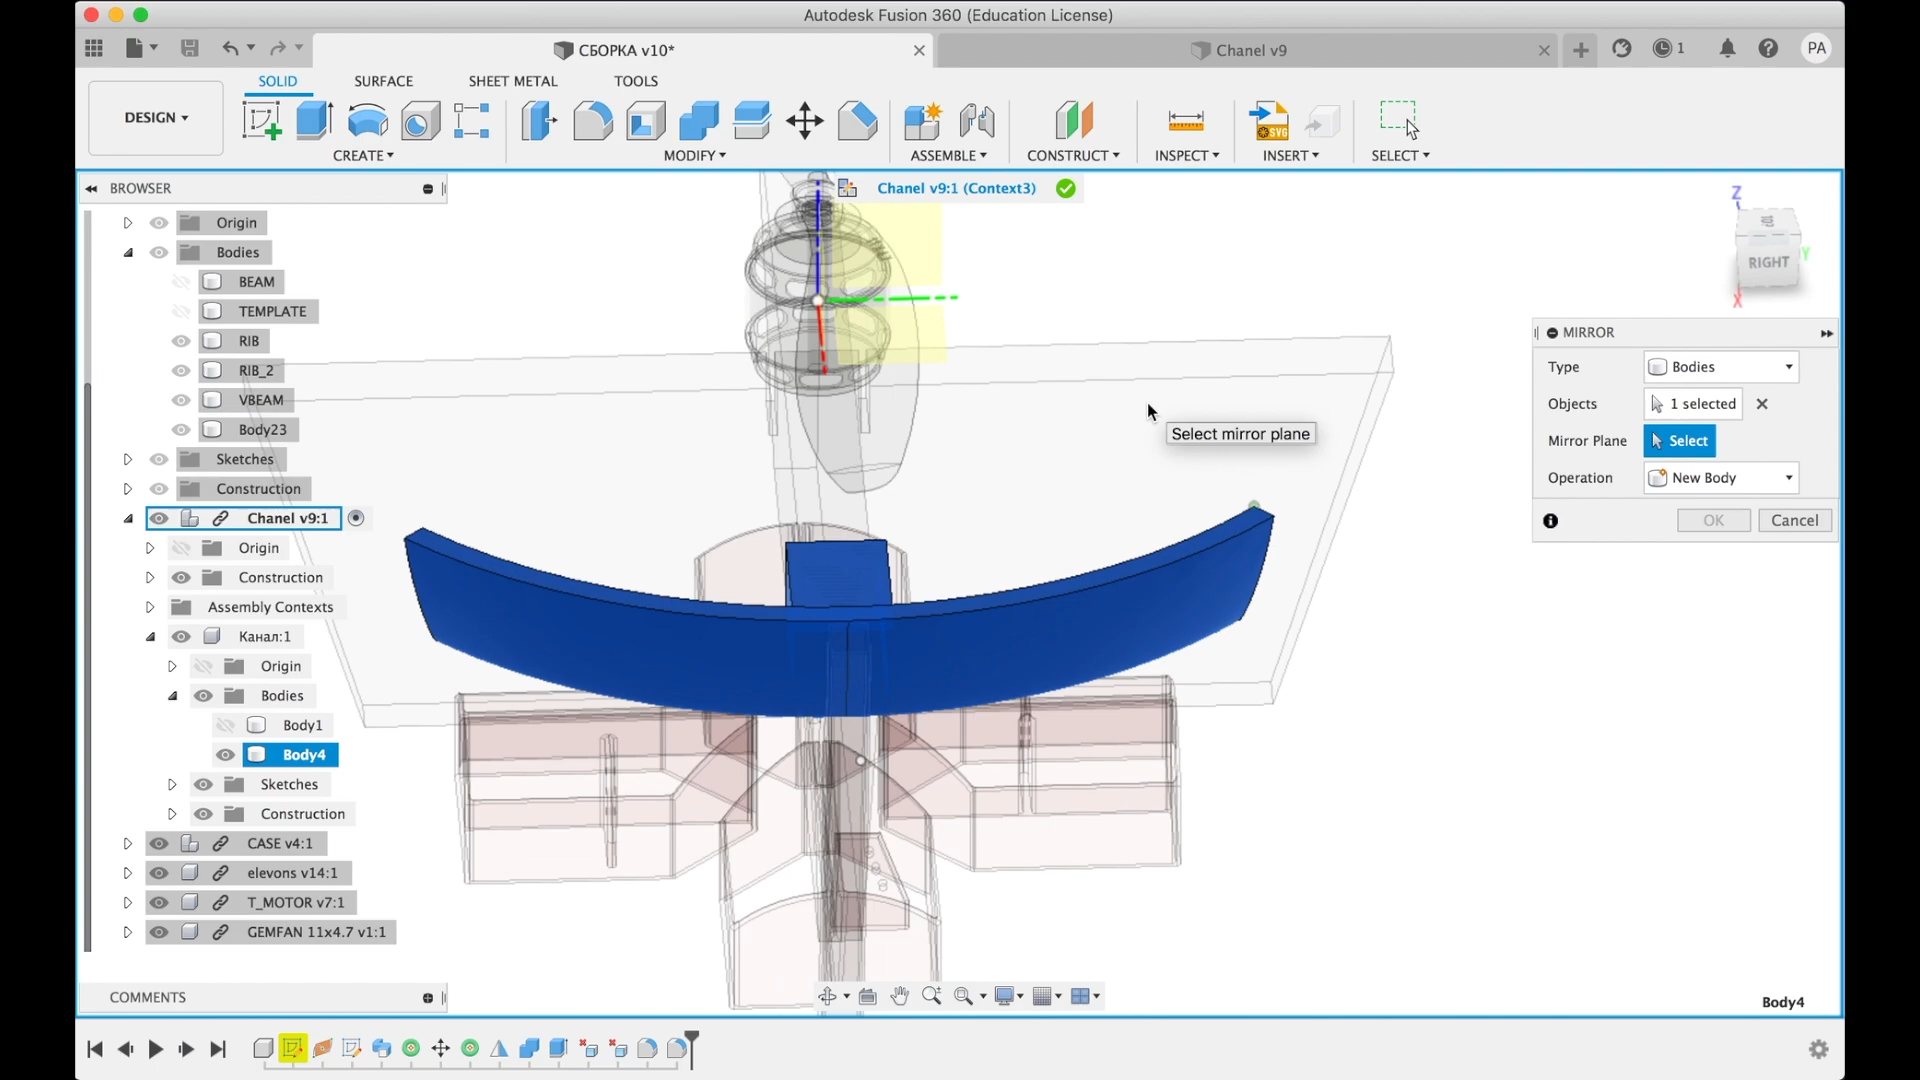 Autodesk Fusion 360 (Education License)
СБОРКА v10*
Chanel v9
1
PA
DESIGN
SOLID
SURFACE
SHEET METAL
TOOLS
CREATE
MODIFY
ASSEMBLE
CONSTRUCT
INSPECT
SVG
INSERT
SELECT
BROWSER
Chanel v9:1 (Context3)
Origin
Bodies
BEAM
TEMPLATE
RIB
RIB_2
VBEAM
Body23
Sketches
Construction
Chanel v9:1
Origin
Construction
Assembly Contexts
Канал:1
Origin
Bodies
Body1
Body4
Sketches
Construction
CASE v4:1
elevons v14:1
T_MOTOR v7:1
GEMFAN 11x4.7 v1:1
COMMENTS
Z
RIGHT
Y
X
MIRROR
Type
Bodies
Objects
1 selected
Mirror Plane
Select
Operation
New Body
OK
Cancel
Select mirror plane
Body4